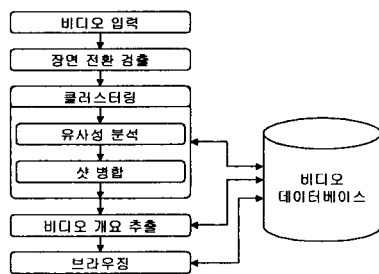 비디오 입력
장면 전환 검출
클러스터링
유사성 분석
샷 병합
비디오 개요 추출
브라우징
비디오
데이터베이스